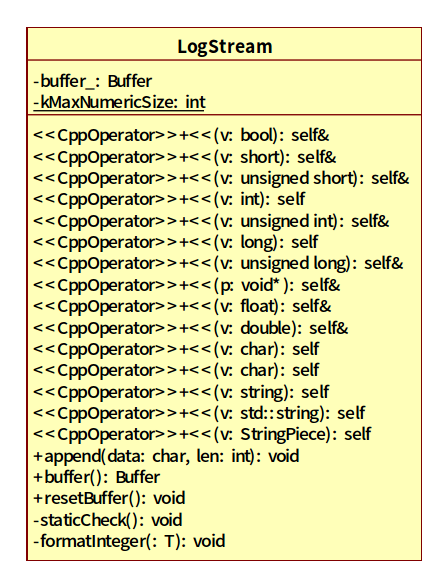 LogStream
-buffer_: Buffer
-kMaxNumericSize: int
<<CppOperator>>+<<(v: bool): self&
<<CppOperator>>+<<(v: short): self&
<<CppOperator>>+<<(v: unsigned short): self&
<<CppOperator>>+<<(v: int): self
<<CppOperator>>+<<(v: unsigned int): self&
<<CppOperator>>+<<(v: long): self
<<CppOperator>>+<<(v: unsigned long): self&
<<CppOperator>>+<<(p: void*): self&
<<CppOperator>>+<<(v: float): self&
<<CppOperator>>+<<(v: double): self&
<<CppOperator>>+<<(v: char): self
<<CppOperator>>+<<(v: char): self
<<CppOperator>>+<<(v: string): self
<<CppOperator>>+<<(v: std::string): self
<<CppOperator>>+<<(v: StringPiece): self
+append(data: char, len: int): void
+buffer(): Buffer
+resetBuffer(): void
-staticCheck(): void
-formatInteger(: T): void